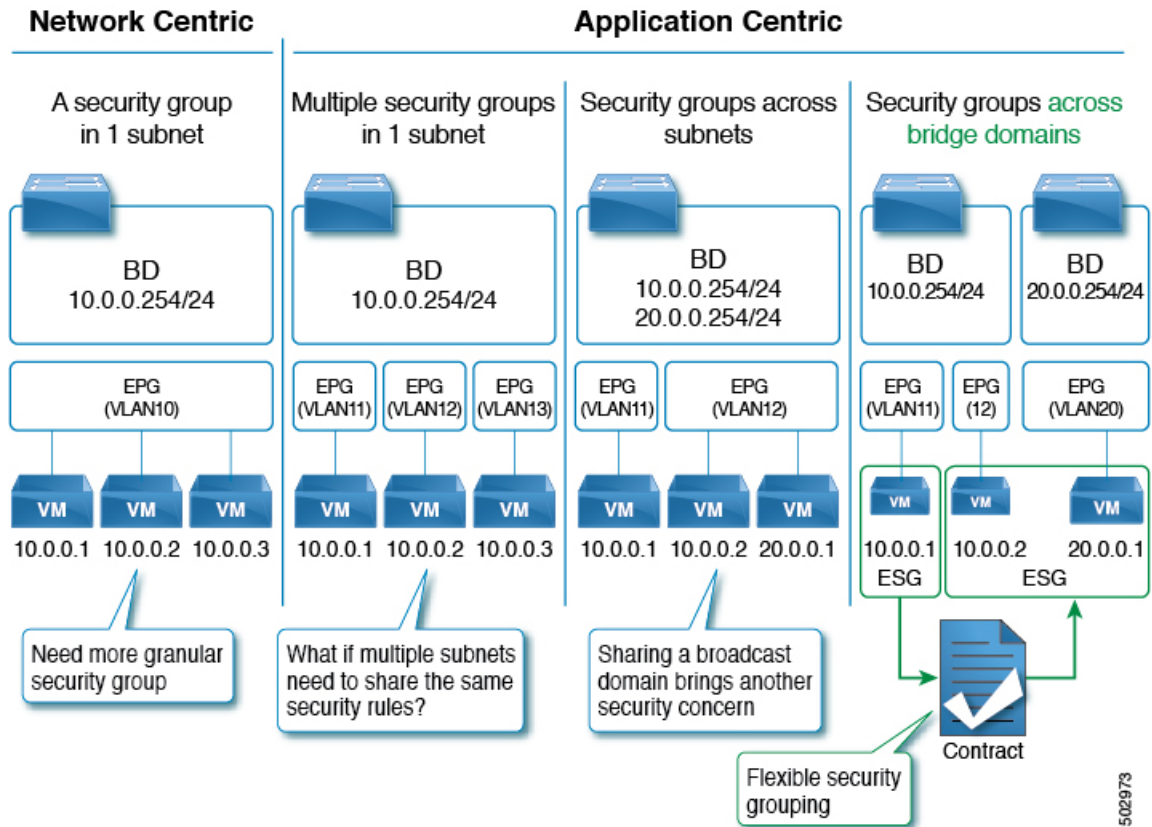 Network Centric
Application Centric
A security group
in 1 subnet
BD
10.0.0.254/24
EPG
(VLAN10)
VM
VM
VM
10.0.0.1
10.0.0.2
10.0.0.3
Need more granular
security group
Multiple security groups
in 1 subnet
BD
10.0.0.254/24
EPG
(VLAN11)
EPG
(VLAN12)
EPG
(VLAN13)
VM
VM
VM
10.0.0.1
10.0.0.2
10.0.0.3
What if multiple subnets
need to share the same
security rules?
Security groups across
subnets
BD
10.0.0.254/24
20.0.0.254/24
EPG
(VLAN11)
EPG
(VLAN12)
VM
VM
VM
10.0.0.1
10.0.0.2
20.0.0.1
Sharing a broadcast
domain brings another
security concern
Security groups across
bridge domains
BD
10.0.0.254/24
BD
20.0.0.254/24
EPG
(VLAN11)
EPG
(12)
EPG
(VLAN20)
VM
VM
VM
10.0.0.1
10.0.0.2
20.0.0.1
ESG
ESG
Contract
Flexible security
grouping
502973